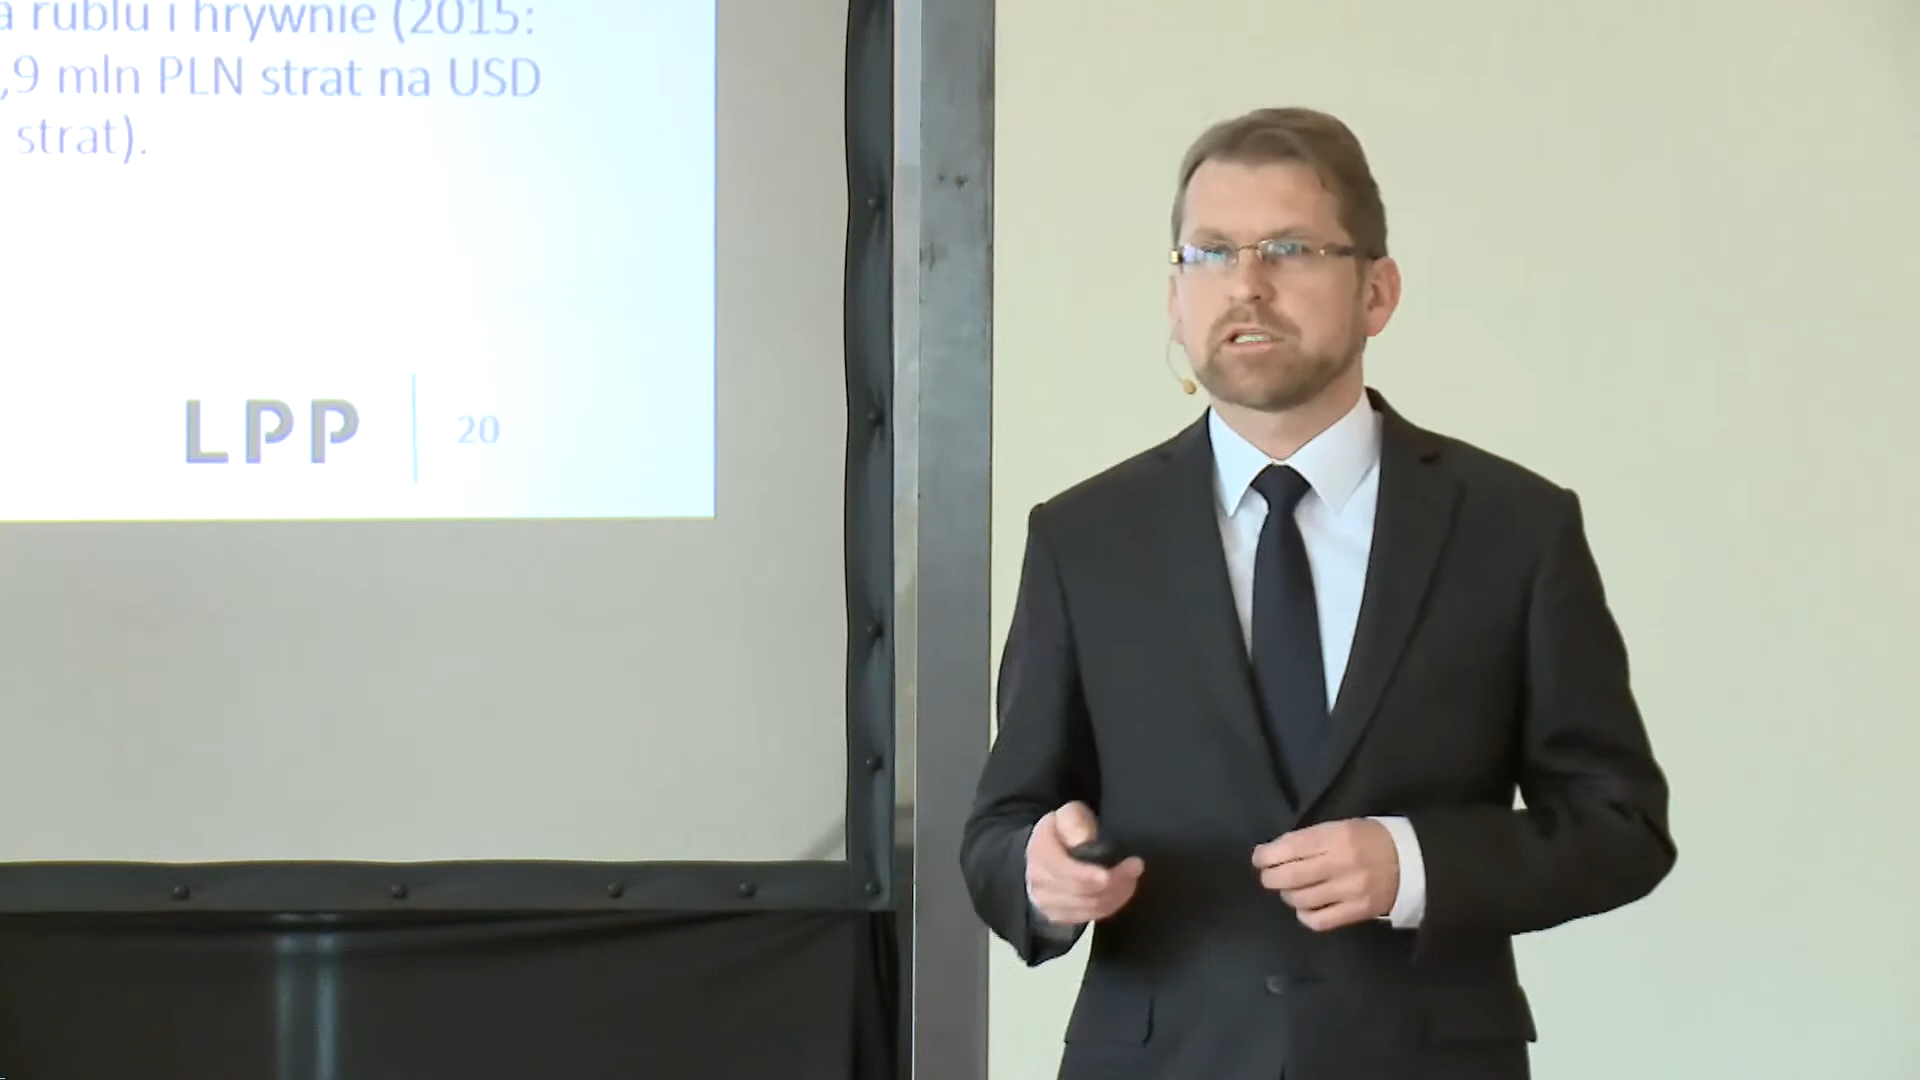 a rublu i hrywnie (2015:
,9 mln PLN strat na USD
strat).
LPP
20